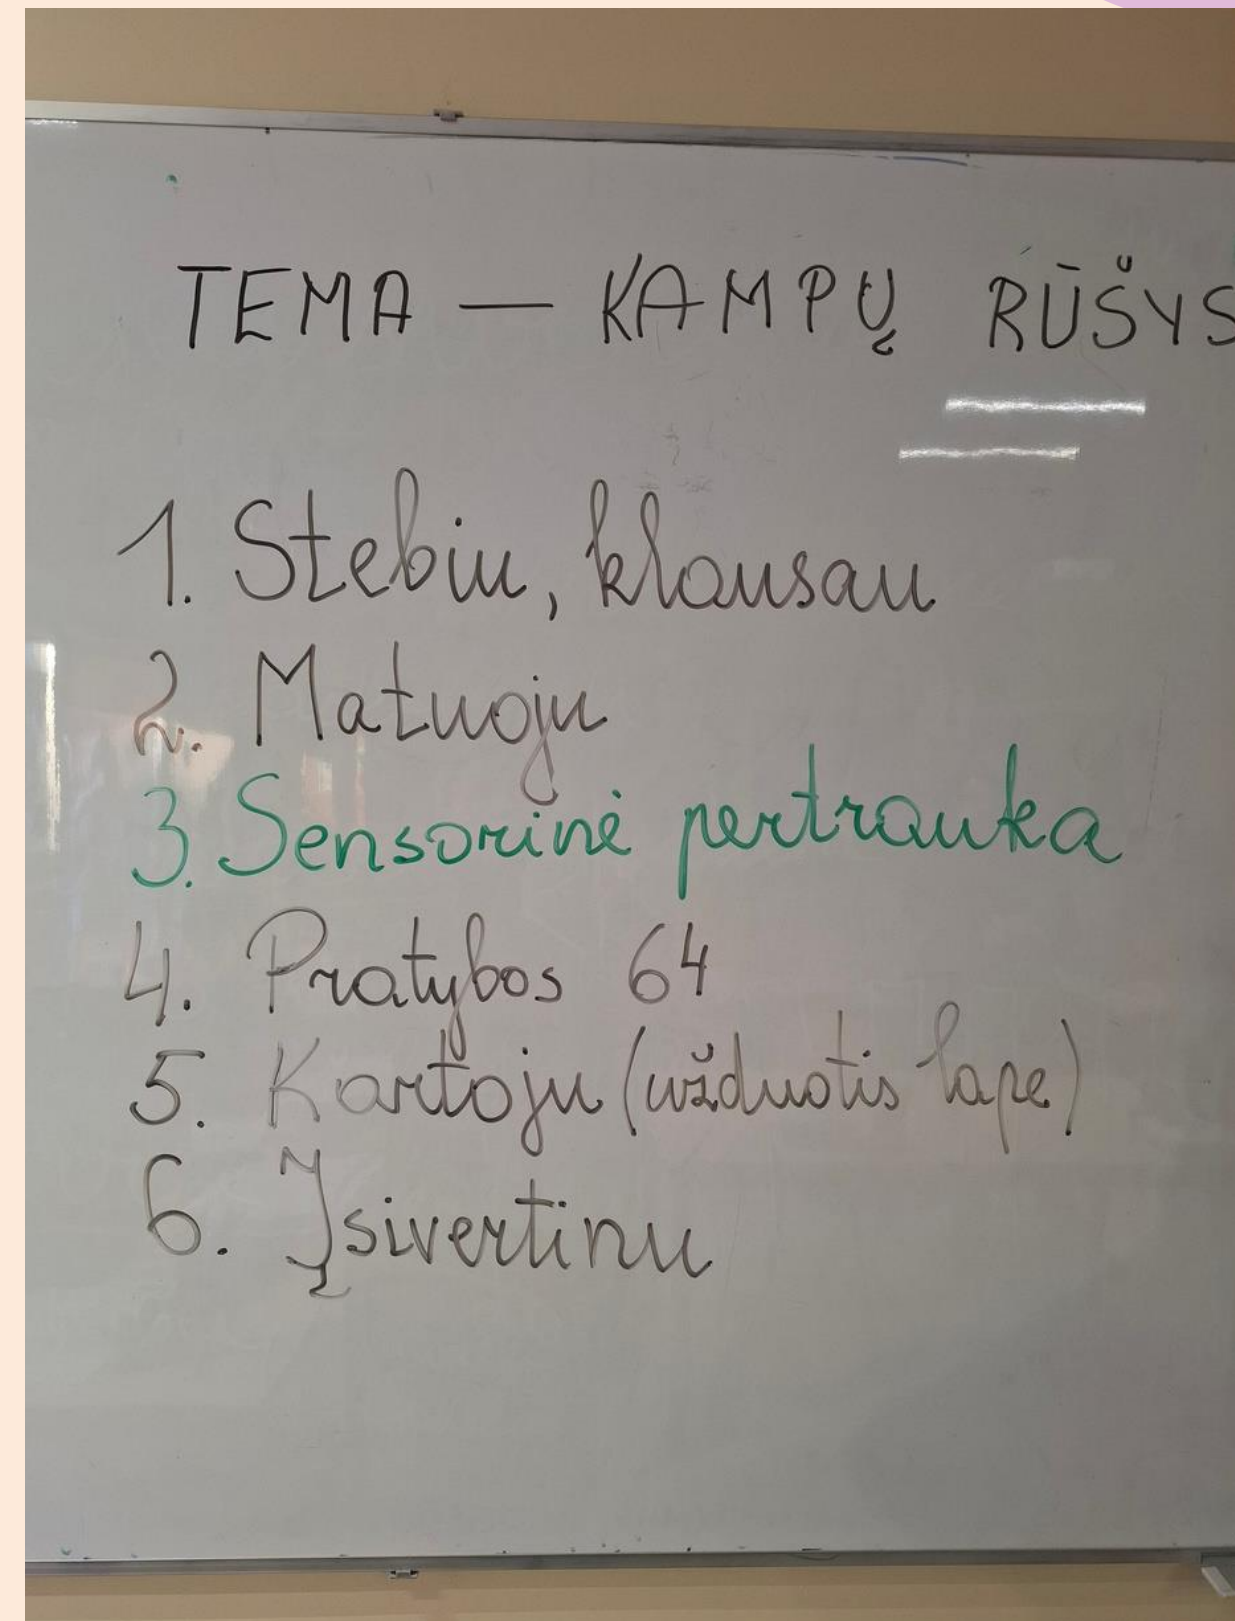 TEMA — KAMPŲ RŪŠYS
1. Stebiu, klausau
2. Matuoju
3. Sensorinė pertrauka
4. Pratybos 64
5. Kartoju (užduotis lape)
6. Įsivertinu